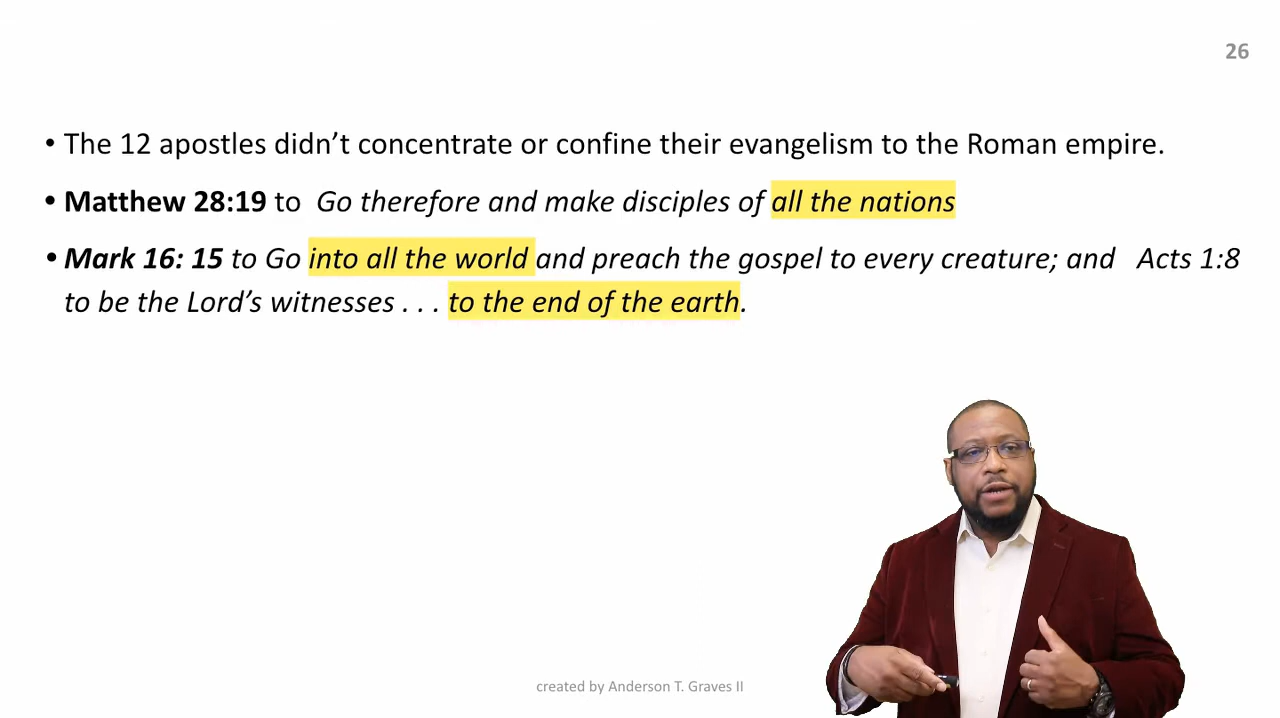 26
• The 12 apostles didn’t concentrate or confine their evangelism to the Roman empire.
• Matthew 28:19 to Go therefore and make disciples of all the nations
• Mark 16: 15 to Go into all the world and preach the gospel to every creature; and Acts 1:8
to be the Lord’s witnesses . . . to the end of the earth.
created by Anderson T. Graves II